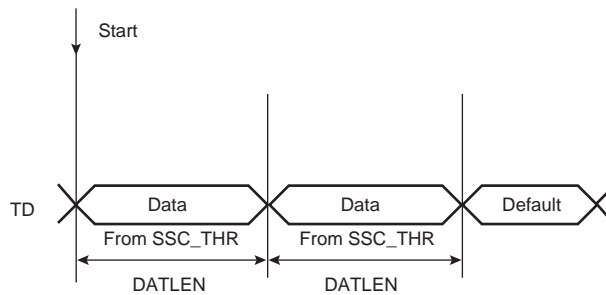 Start
TD
Data
Data
Default
From SSC_THR
From SSC_THR
DATLEN
DATLEN